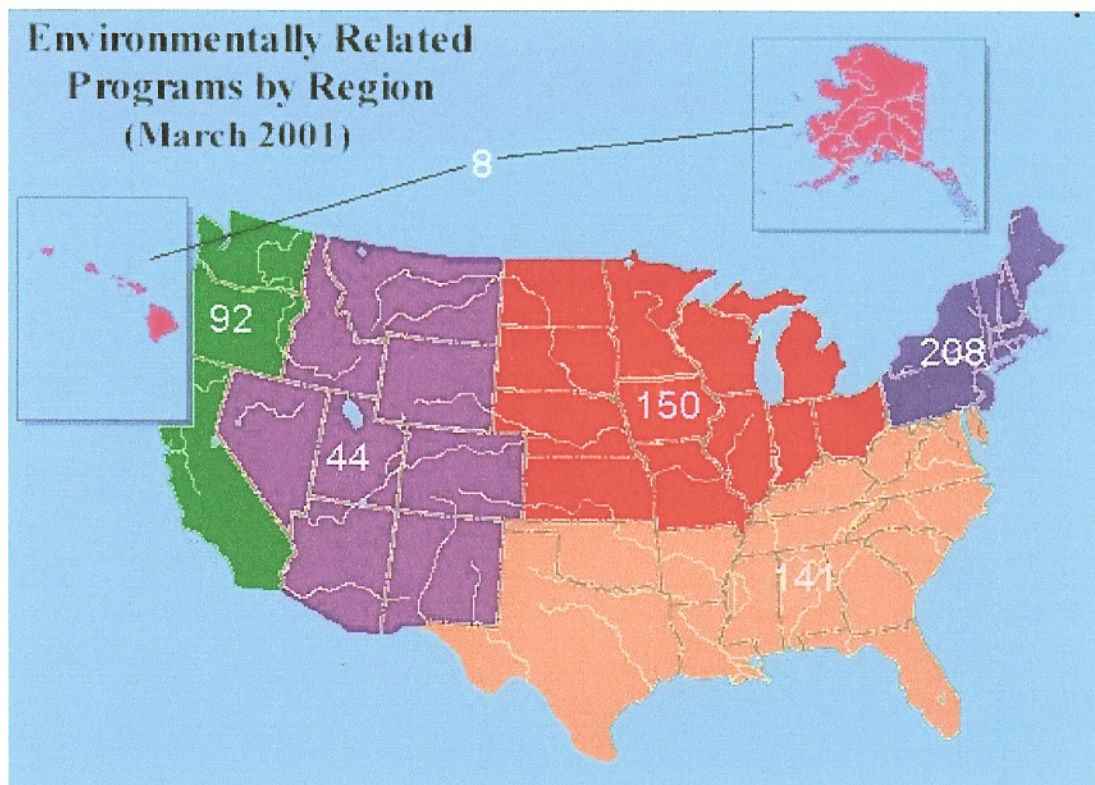 Environmentally Related
Programs by Region
(March 2001)
8
92
208
150
44
141